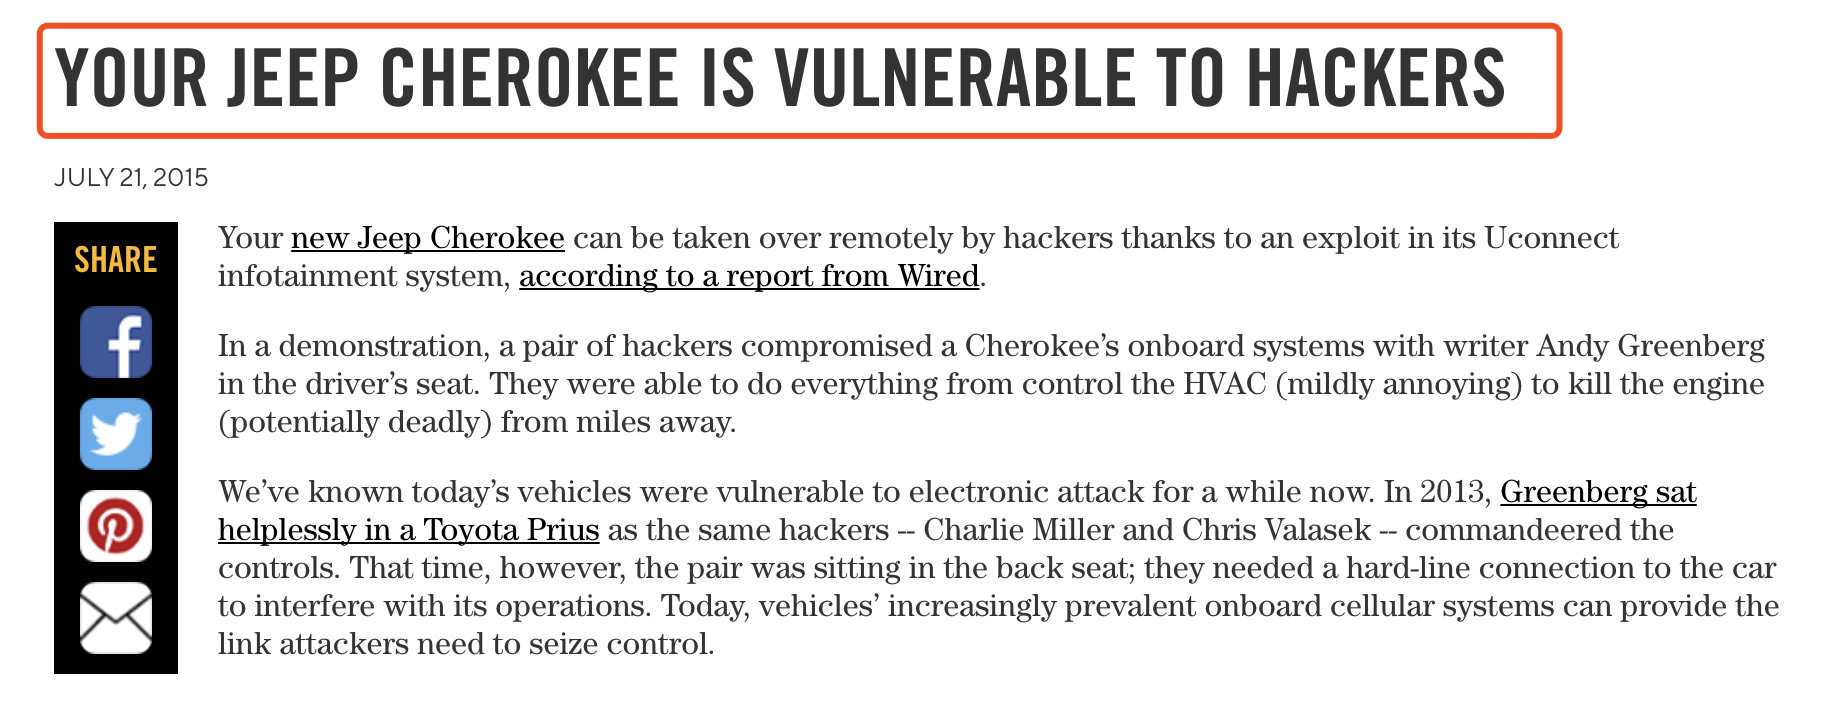 YOUR JEEP CHEROKEE IS VULNERABLE TO HACKERS
JULY 21, 2015
SHARE
Your new Jeep Cherokee can be taken over remotely by hackers thanks to an exploit in its Uconnect
infotainment system, according to a report from Wired.
In a demonstration, a pair of hackers compromised a Cherokee’s onboard systems with writer Andy Greenberg
in the driver’s seat. They were able to do everything from control the HVAC (mildly annoying) to kill the engine
(potentially deadly) from miles away.
We’ve known today’s vehicles were vulnerable to electronic attack for a while now. In 2013, Greenberg sat
helplessly in a Toyota Prius as the same hackers -- Charlie Miller and Chris Valasek -- commandeered the
controls. That time, however, the pair was sitting in the back seat; they needed a hard-line connection to the car
to interfere with its operations. Today, vehicles’ increasingly prevalent onboard cellular systems can provide the
link attackers need to seize control.